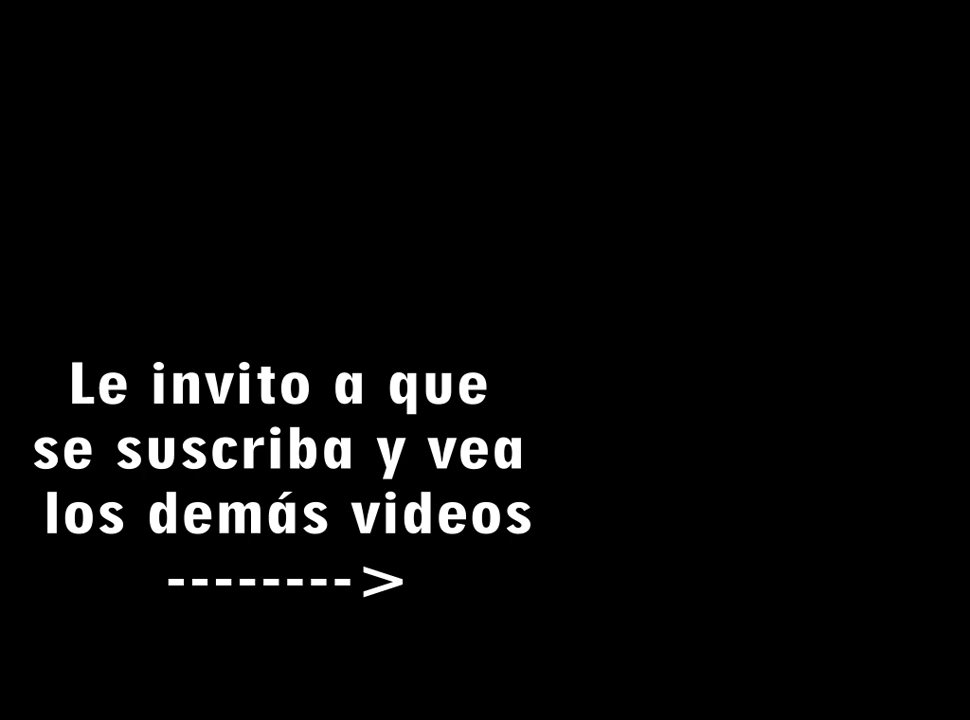 Le invito a que
se suscriba y vea
los demás videos
-------->